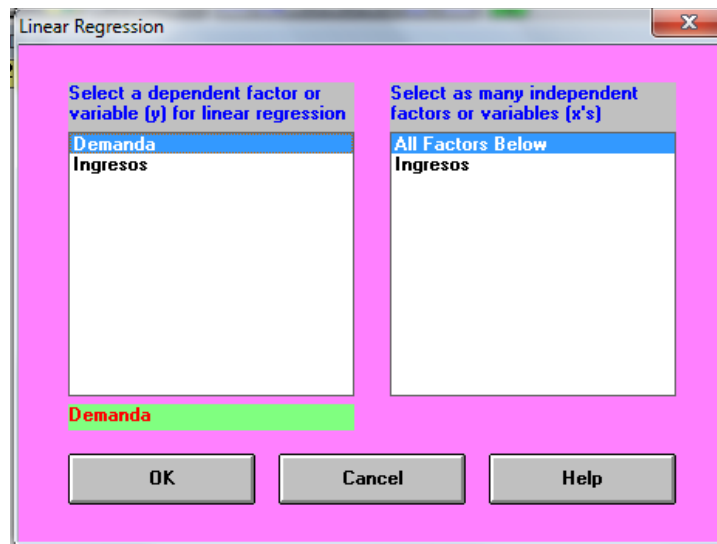 Linear Regression
Select a dependent factor or
variable (y) for linear regression
Demanda
Ingresos
Demanda
Select as many independent
factors or variables (x's)
All Factors Below
Ingresos
OK
Cancel
Help